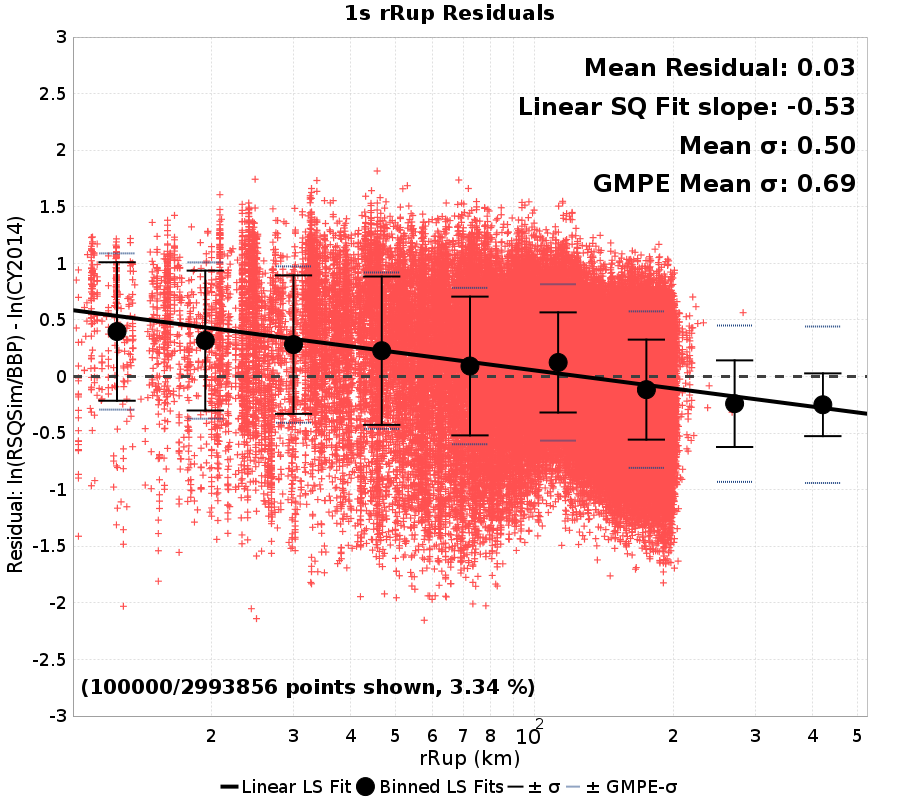 1s rRup Residuals
Mean Residual: 0.03
Linear SQ Fit slope: -0.53
Mean σ: 0.50
GMPE Mean σ: 0.69
Residual: ln(RSQSim/BBP) - ln(CY2014)
3
2.5
2
1.5
1
0.5
0
-0.5
-1
-1.5
-2
-2.5
-3
(100000/2993856 points shown, 3.34 %)
2 3 4 5 6 7 8 10² 2 3 4 5
rRup (km)
Linear LS Fit Binned LS Fits ± σ ± GMPE-σ